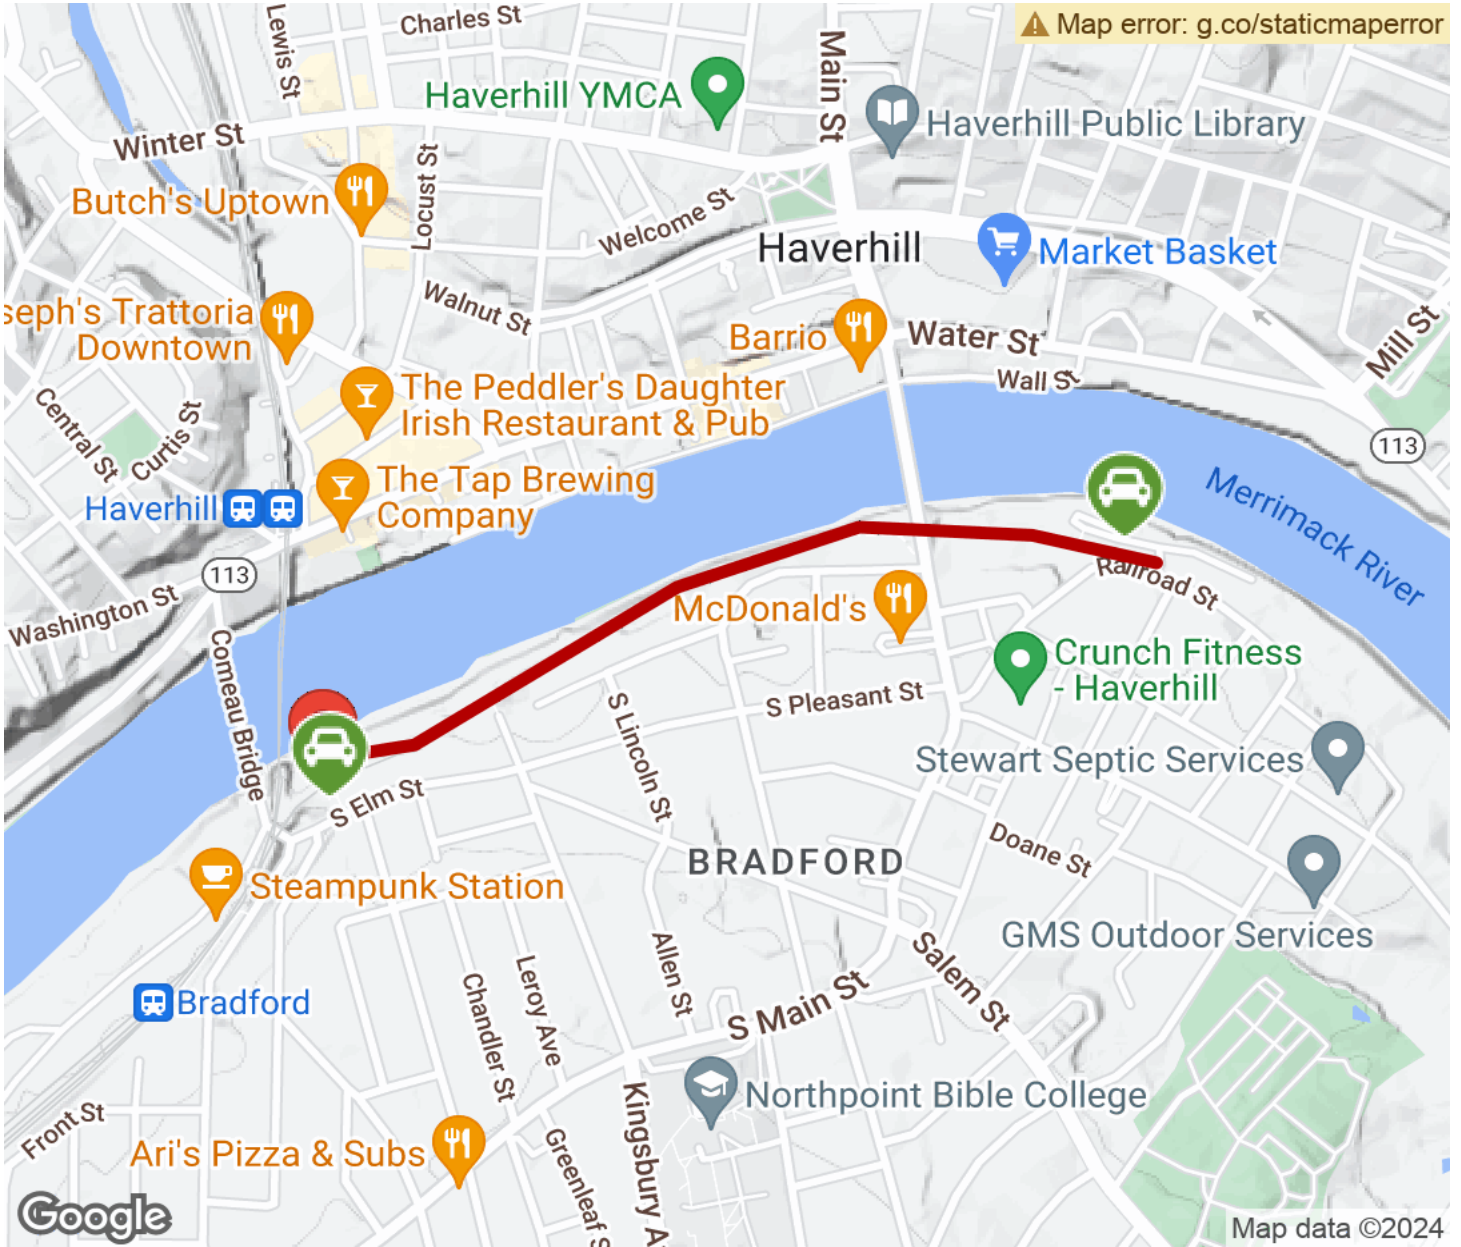 Charles St
Map error: g.co/staticmaperror
Lewis St
Main St
Haverhill YMCA
Haverhill Public Library
Winter St
Locust St
Butch's Uptown
Welcome St
Haverhill
Market Basket
Walnut St
seph's Trattoria
Downtown
Barrio
Water St
Mill St
Wall St
The Peddler's Daughter
Irish Restaurant & Pub
Central St
Curtis St
113
The Tap Brewing
Company
Haverhill
Merrimack River
113
Railroad St
Washington St
McDonald's
Comeau Bridge
Crunch Fitness
- Haverhill
S Pleasant St
S Lincoln St
Stewart Septic Services
S Elm St
Doane St
BRADFORD
Steampunk Station
GMS Outdoor Services
Allen St
Salem St
Leroy Ave
Chandler St
Bradford
S Main St
Northpoint Bible College
Kingsbury A
Front St
Ari's Pizza & Subs
Greenleaf S
Google
Map data ©2024